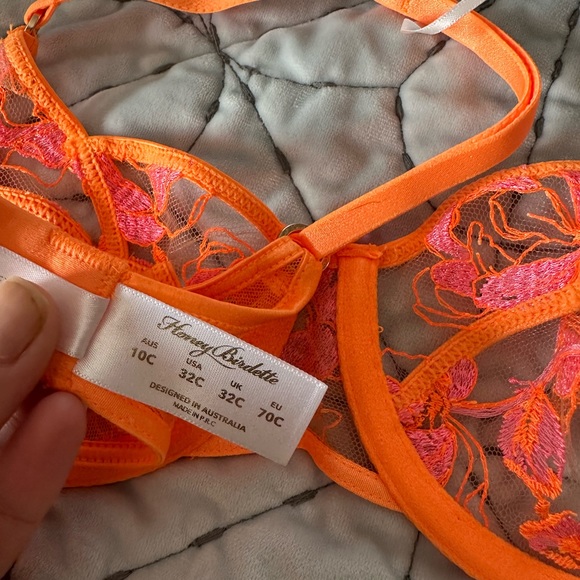 Honey Birdette
AUS USA UK EU
10C 32C 32C 70C
DESIGNED IN AUSTRALIA
MADE IN P.R.C